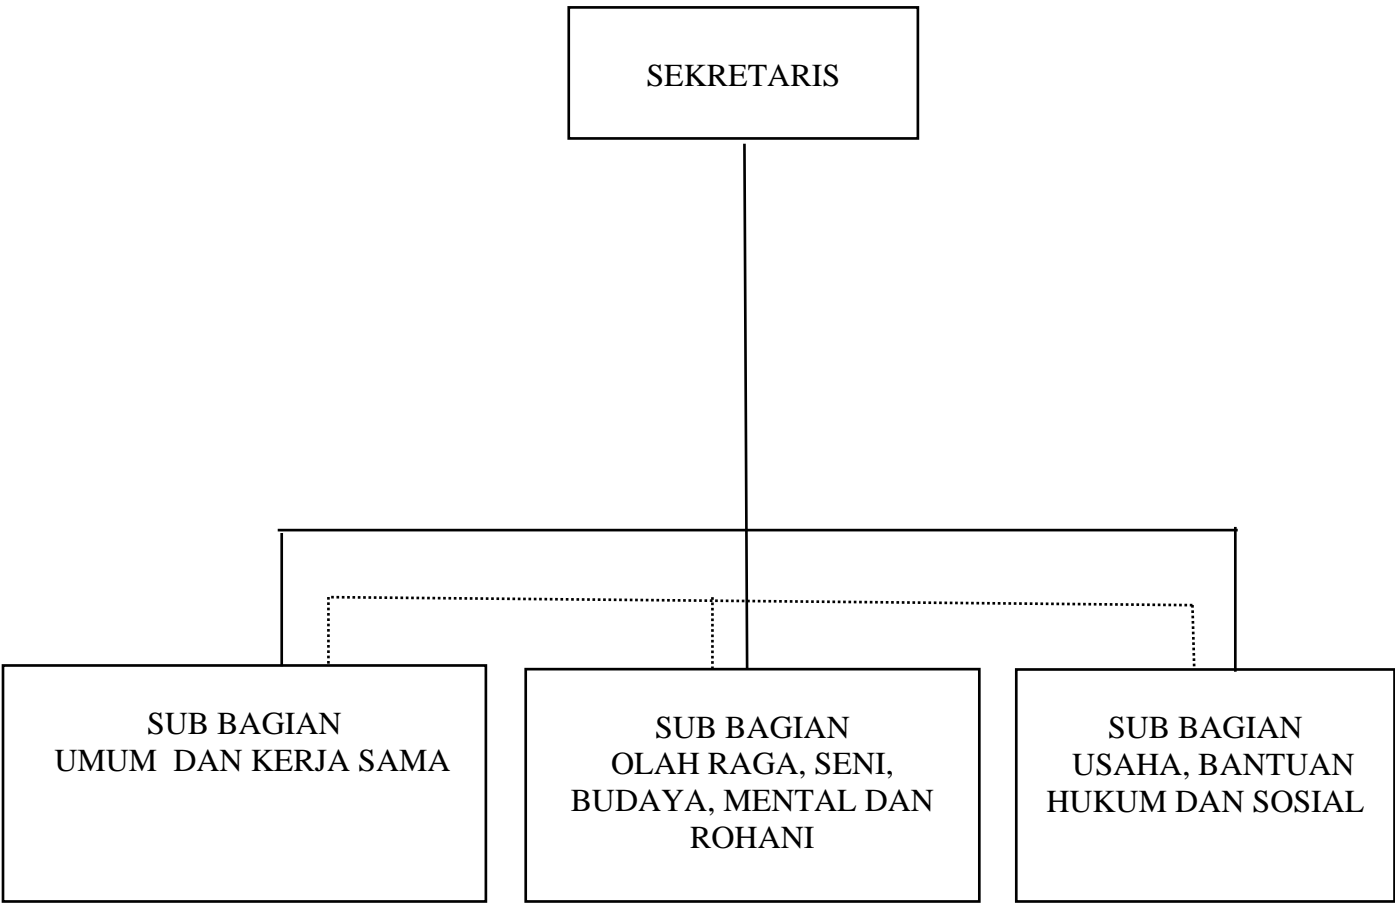 SEKRETARIS
SUB BAGIAN
UMUM DAN KERJA SAMA
SUB BAGIAN
OLAH RAGA, SENI,
BUDAYA, MENTAL DAN
ROHANI
SUB BAGIAN
USAHA, BANTUAN
HUKUM DAN SOSIAL